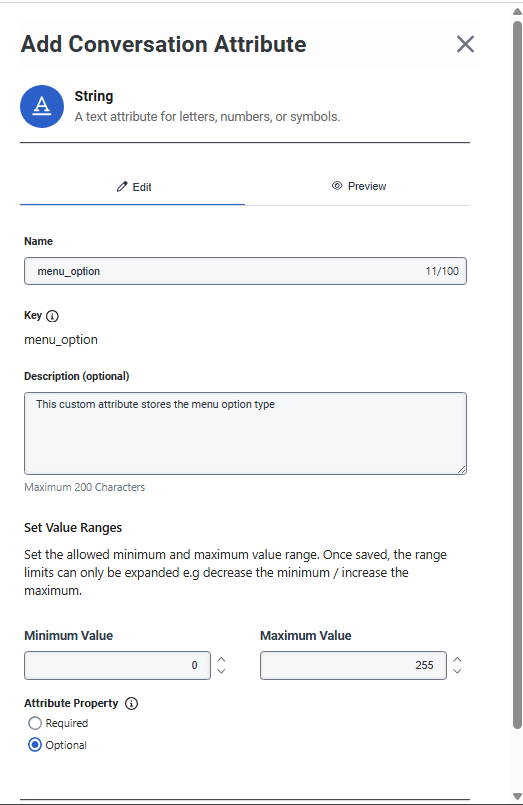 Add Conversation Attribute
String
A text attribute for letters, numbers, or symbols.
Edit
Preview
Name
menu_option
11/100
Key
menu_option
Description (optional)
This custom attribute stores the menu option type
Maximum 200 Characters
Set Value Ranges
Set the allowed minimum and maximum value range. Once saved, the range
limits can only be expanded e.g decrease the minimum / increase the
maximum.
Minimum Value
Maximum Value
0
255
Attribute Property
Required
Optional